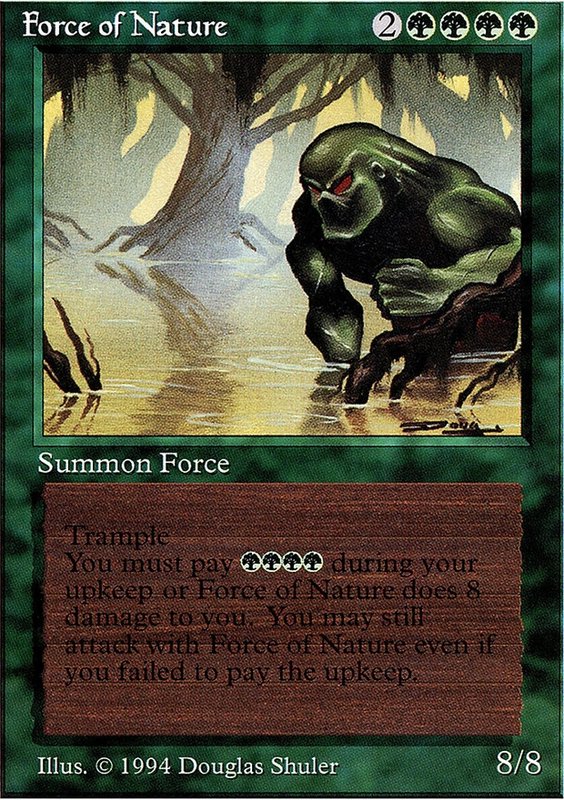 Force of Nature 2
Doug
Summon Force
Trample
You must pay during your
upkeep or Force of Nature does 8
damage to you. You may still
attack with Force of Nature even if
you failed to pay the upkeep.
Illus. © 1994 Douglas Shuler 8/8